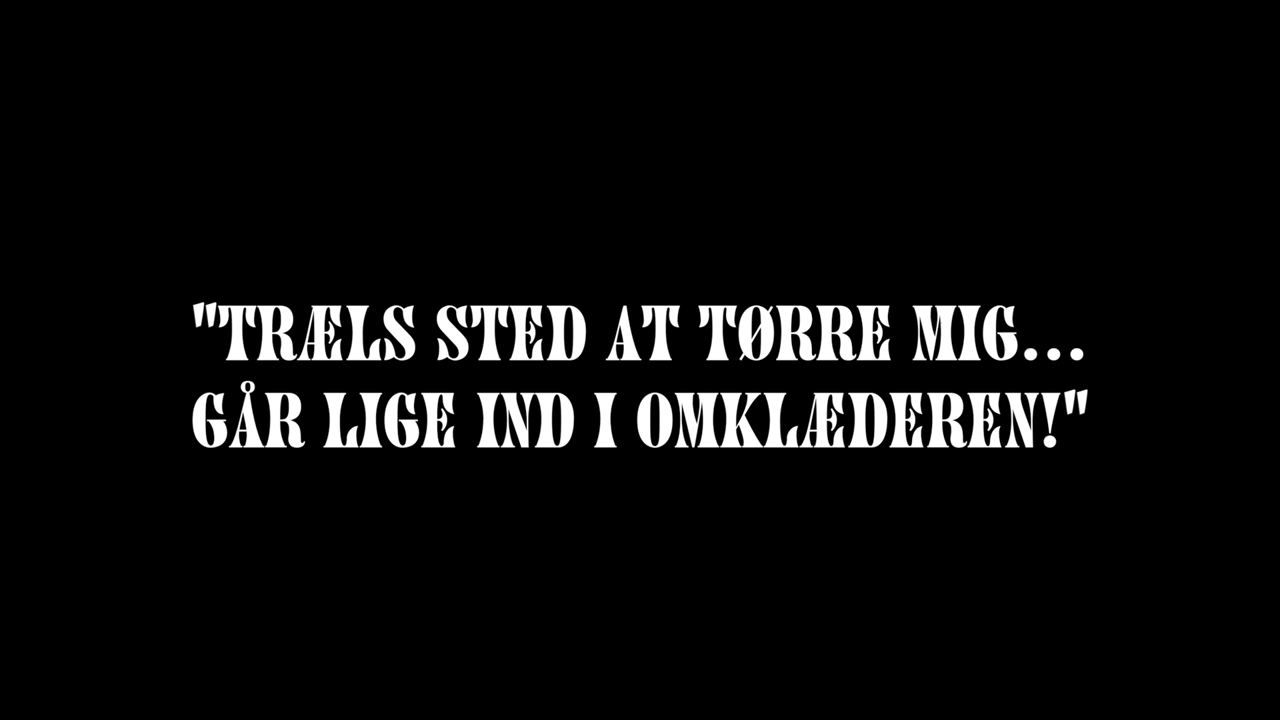 "TRÆLS STED AT TØRRE MIG...
GÅR LIGE IND I OMKLÆDEREN!"